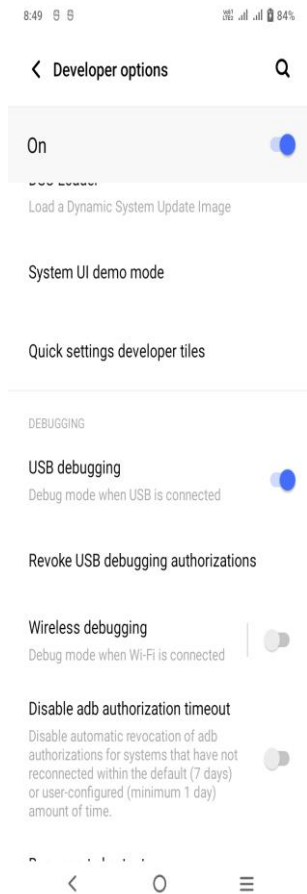 8:49
84%
Developer options
On
Load a Dynamic System Update Image
System UI demo mode
Quick settings developer tiles
DEBUGGING
USB debugging
Debug mode when USB is connected
Revoke USB debugging authorizations
Wireless debugging
Debug mode when Wi-Fi is connected
Disable adb authorization timeout
Disable automatic revocation of adb
authorizations for systems that have not
reconnected within the default (7 days)
or user-configured (minimum 1 day)
amount of time.